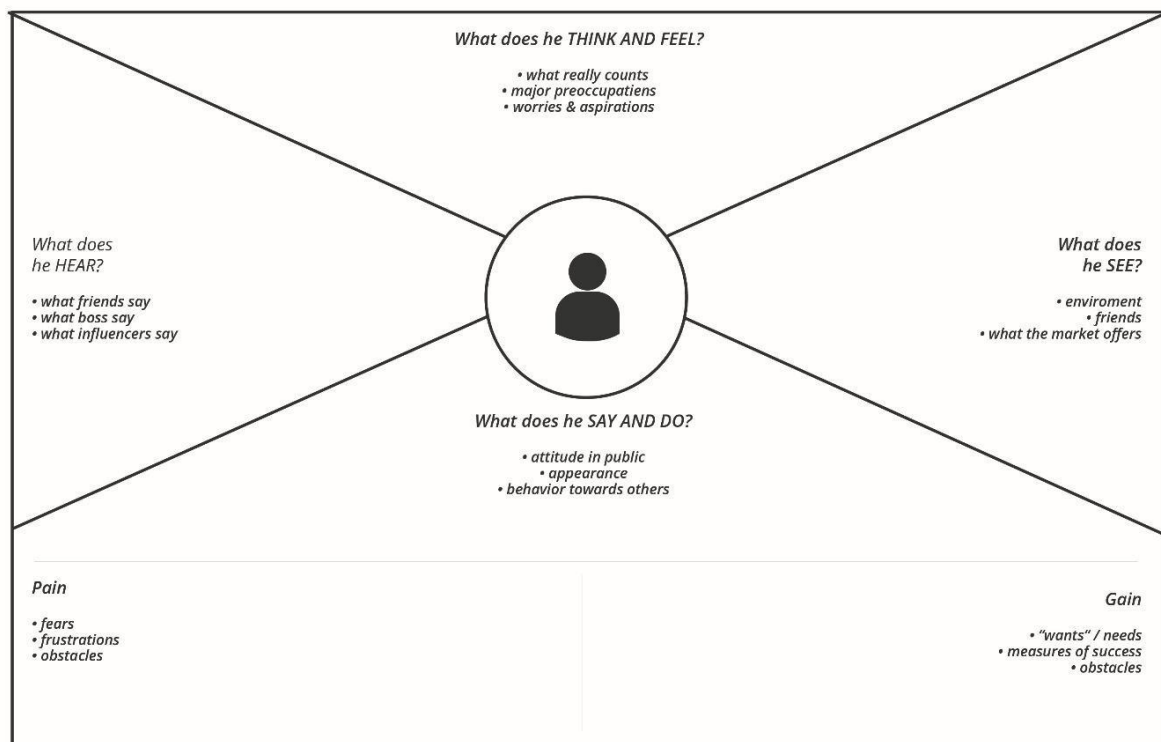 What does he THINK AND FEEL?
• what really counts
• major preoccupatiens
• worries & aspirations
What does
he HEAR?
• what friends say
• what boss say
• what influencers say
What does
he SEE?
• enviroment
• friends
• what the market offers
What does he SAY AND DO?
• attitude in public
• appearance
• behavior towards others
Pain
• fears
• frustrations
• obstacles
Gain
• “wants” / needs
• measures of success
• obstacles